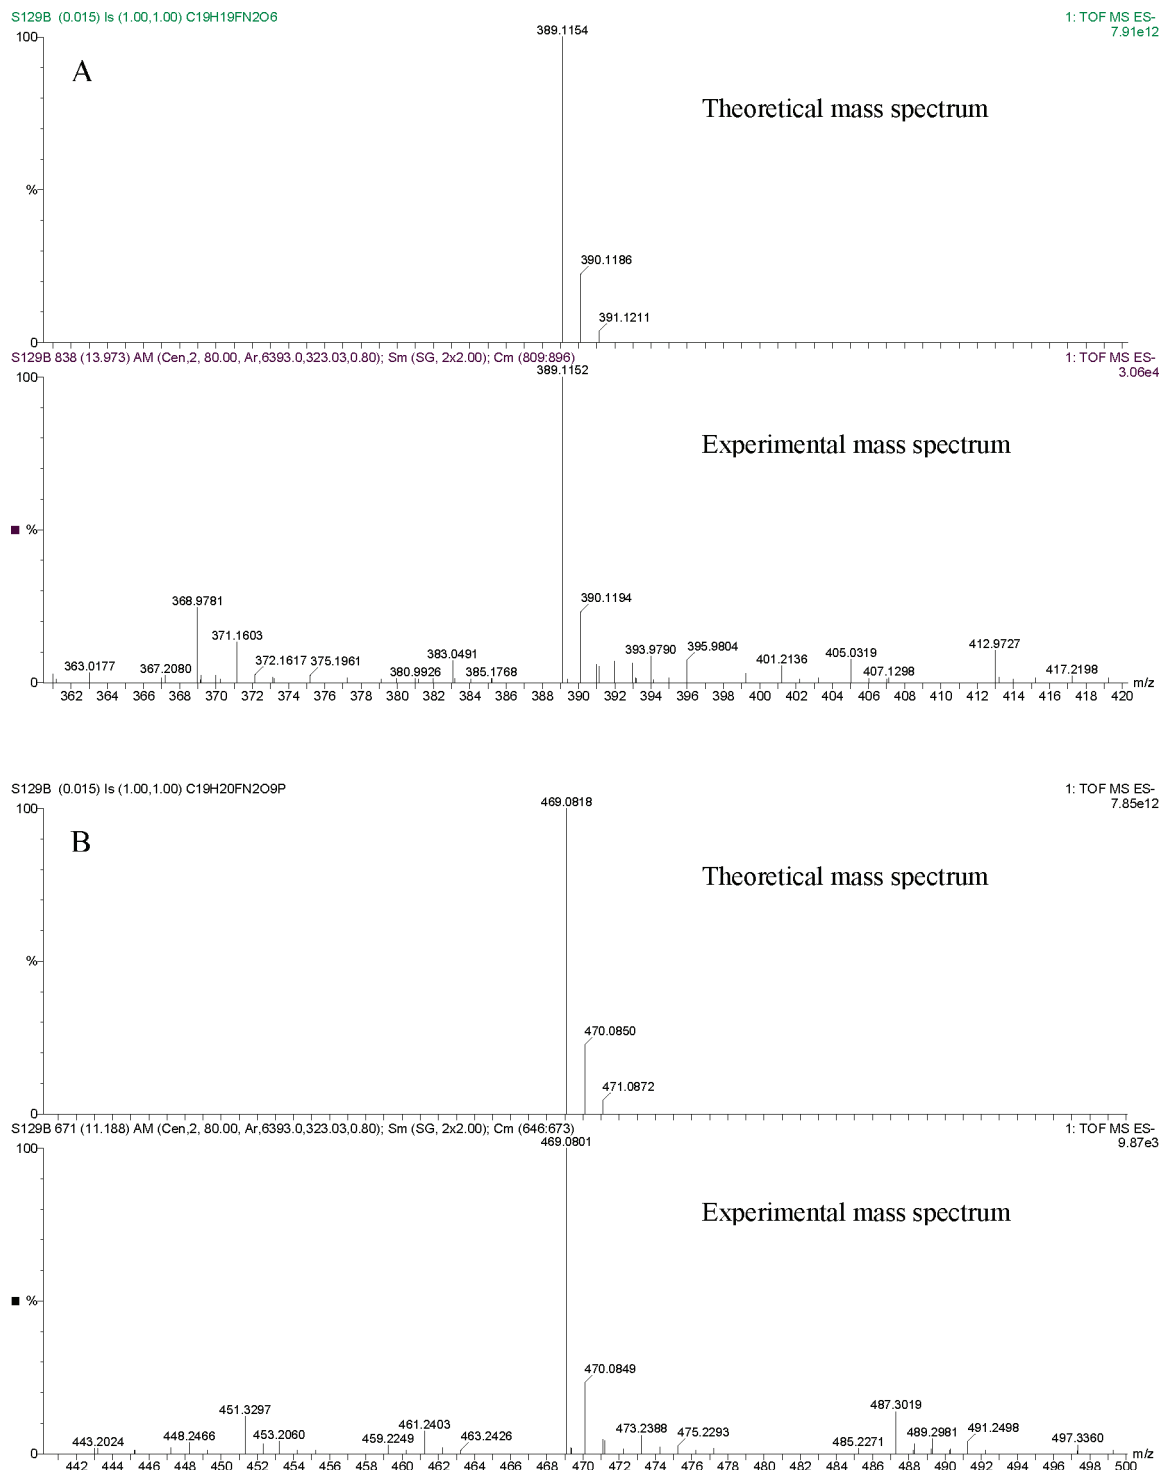 S129B (0.015) Is (1.00,1.00) C19H19FN2O6
1: TOF MS ES-
7.91e12
100
389.1154
A
Theoretical mass spectrum
%
390.1186
391.1211
0
S129B 838 (13.973) AM (Cen,2, 80.00, Ar,6393.0,323.03,0.80); Sm (SG, 2x2.00); Cm (809:896)
1: TOF MS ES-
3.06e4
100
389.1152
Experimental mass spectrum
%
368.9781
390.1194
371.1603
363.0177
367.2080
372.1617
375.1961
380.9926
383.0491
385.1768
393.9790
395.9804
401.2136
405.0319
407.1298
412.9727
417.2198
0
m/z
362 364 366 368 370 372 374 376 378 380 382 384 386 388 390 392 394 396 398 400 402 404 406 408 410 412 414 416 418 420
S129B (0.015) Is (1.00,1.00) C19H20FN2O9P
1: TOF MS ES-
7.85e12
100
469.0818
B
Theoretical mass spectrum
%
470.0850
471.0872
0
S129B 671 (11.188) AM (Cen,2, 80.00, Ar,6393.0,323.03,0.80); Sm (SG, 2x2.00); Cm (646:673)
1: TOF MS ES-
9.87e3
100
469.0801
Experimental mass spectrum
%
470.0849
443.2024
448.2466
451.3297
453.2060
459.2249
461.2403
463.2426
473.2388
475.2293
485.2271
487.3019
489.2981
491.2498
497.3360
0
m/z
442 444 446 448 450 452 454 456 458 460 462 464 466 468 470 472 474 476 478 480 482 484 486 488 490 492 494 496 498 500